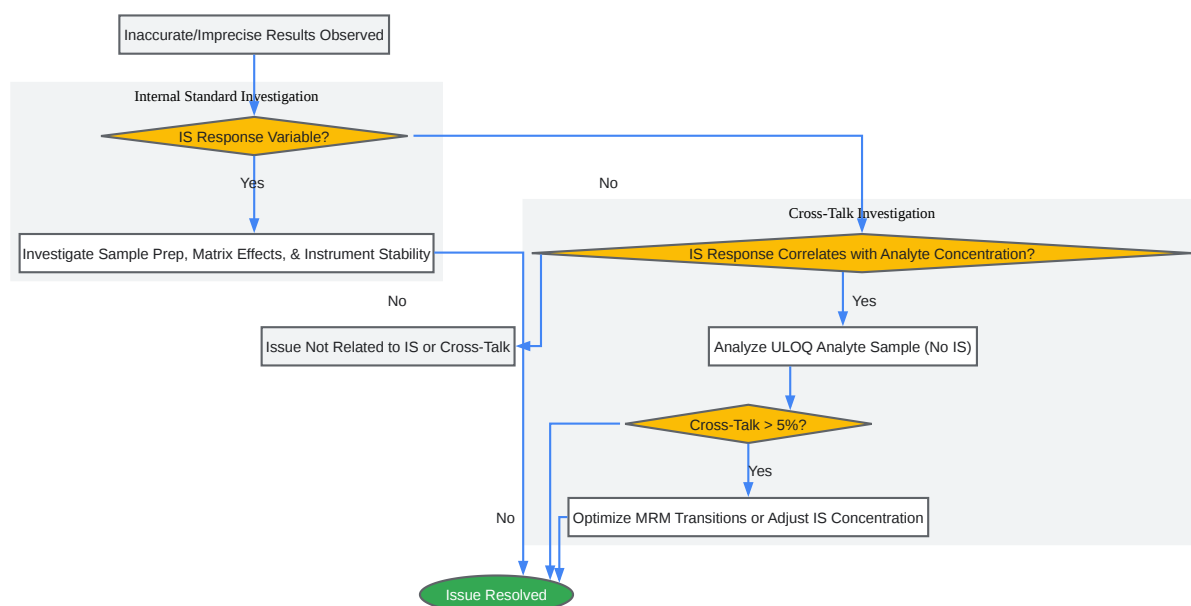 Inaccurate/Imprecise Results Observed
Internal Standard Investigation
IS Response Variable?
Yes
No
Cross-Talk Investigation
Investigate Sample Prep, Matrix Effects, & Instrument Stability
IS Response Correlates with Analyte Concentration?
No
Yes
Issue Not Related to IS or Cross-Talk
Analyze ULOQ Analyte Sample (No IS)
Cross-Talk > 5%?
Yes
No
Optimize MRM Transitions or Adjust IS Concentration
Issue Resolved